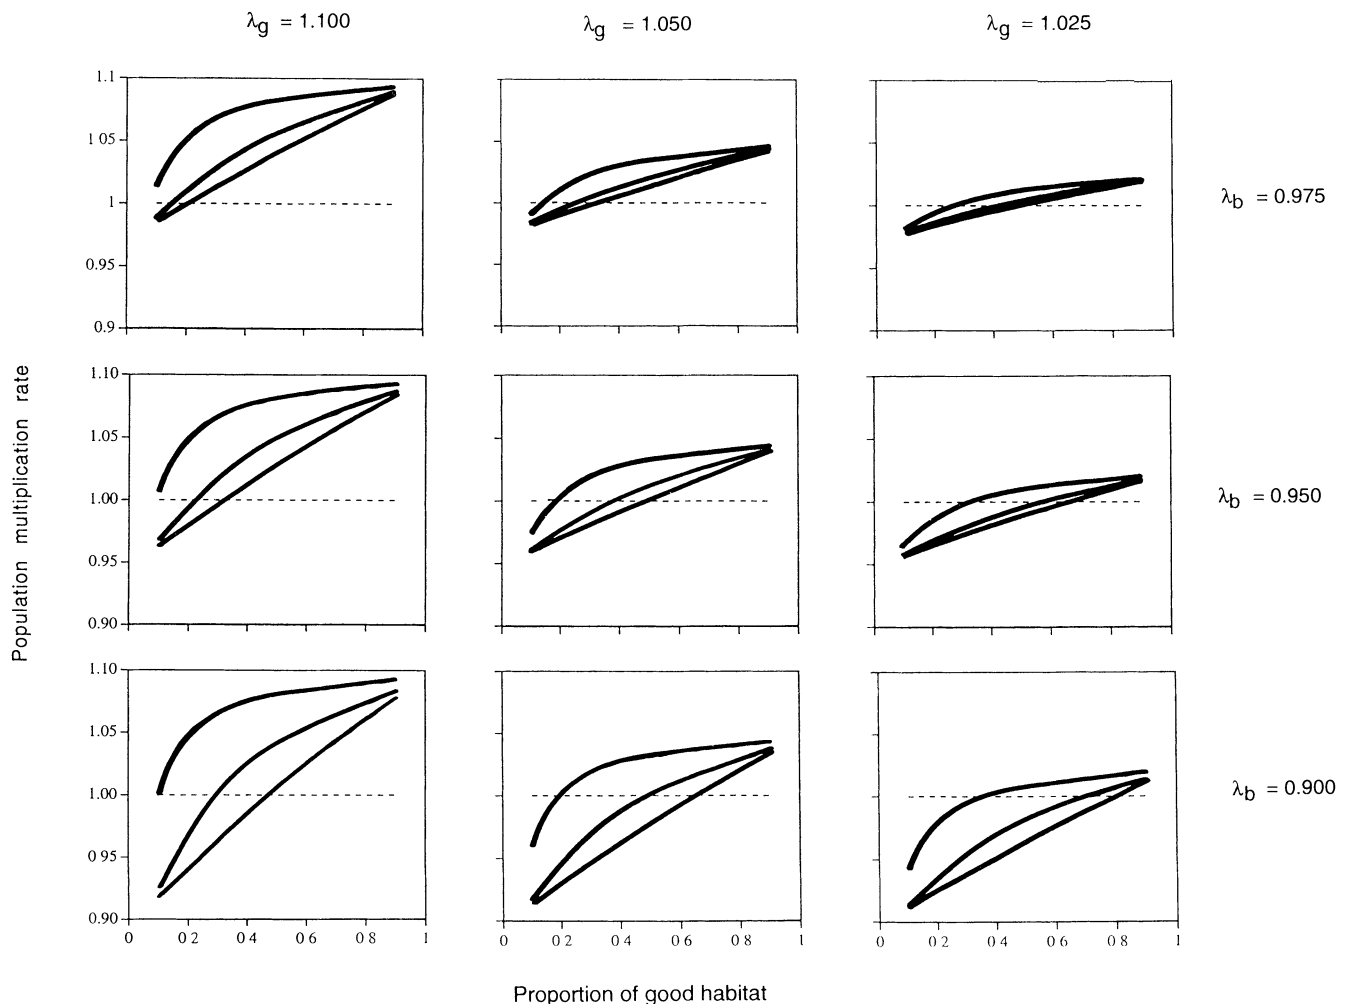 λg = 1.100
λg = 1.050
λg = 1.025
1.1
1 05
1
0.95
0.9
λb = 0.975
1.10
1.05
1.00
0.95
0.90
λb = 0.950
Population multiplication rate
1.10
1.05
1.00
0 95
0.90
λb = 0.900
0 0 2 0 4 0 6 0 8 1
0 0 2 0 4 0 6 0 8 1
0 0 2 0 4 0 6 0 8 1
Proportion of good habitat